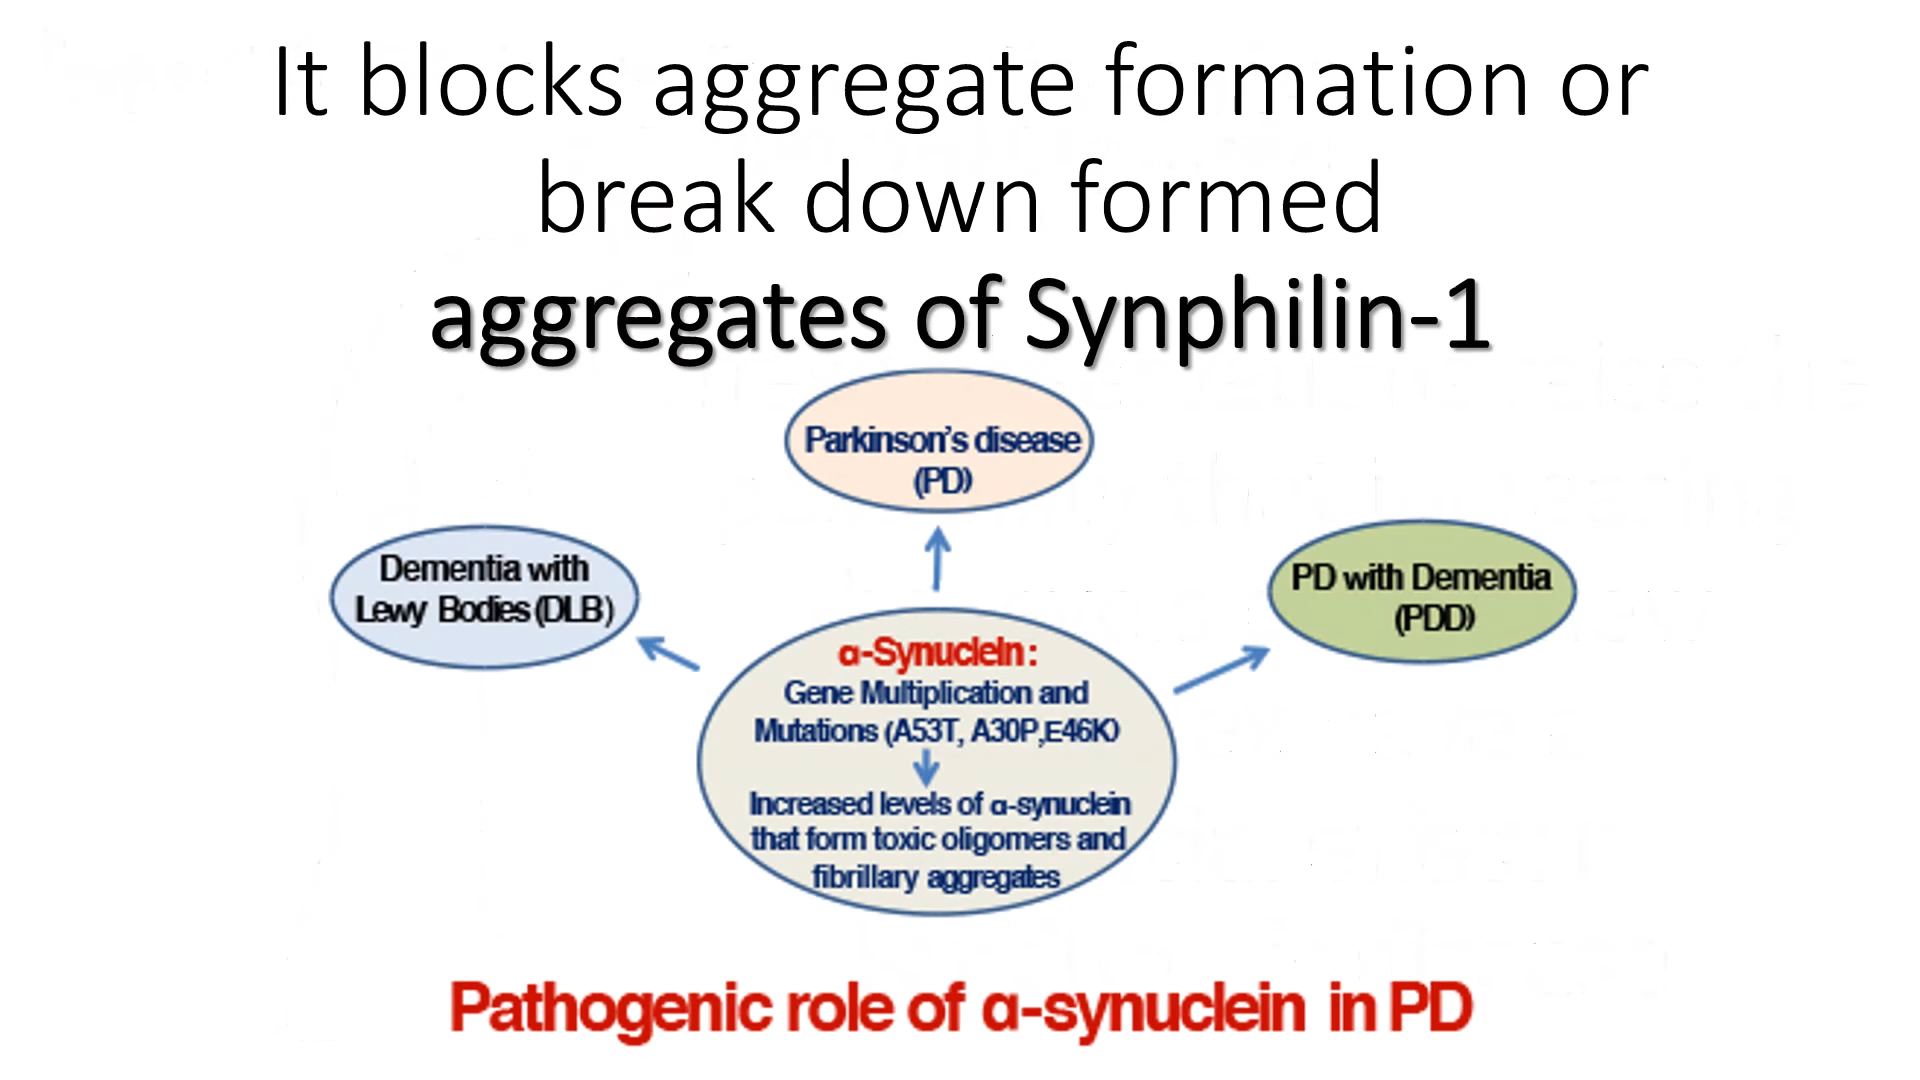 It blocks aggregate formation or
break down formed
aggregates of Synphilin-1
Parkinson's disease
(PD)
Dementia with
Lewy Bodies (DLB)
PD with Dementia
(PDD)
α-Synuclein:
Gene Multiplication and
Mutations (A53T, A30P,E46K)
Increased levels of α-synuclein
that form toxic oligomers and
fibrillary aggregates
Pathogenic role of α-synuclein in PD